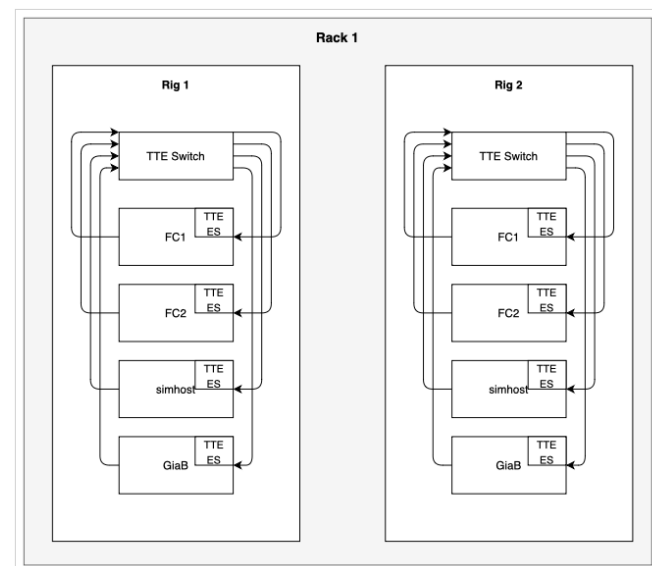 Rack 1
Rig 1
TTE Switch
TTE
ES
FC1
TTE
ES
FC2
TTE
ES
simhost
TTE
ES
GiaB
Rig 2
TTE Switch
TTE
ES
FC1
TTE
ES
FC2
TTE
ES
simhost
TTE
ES
GiaB